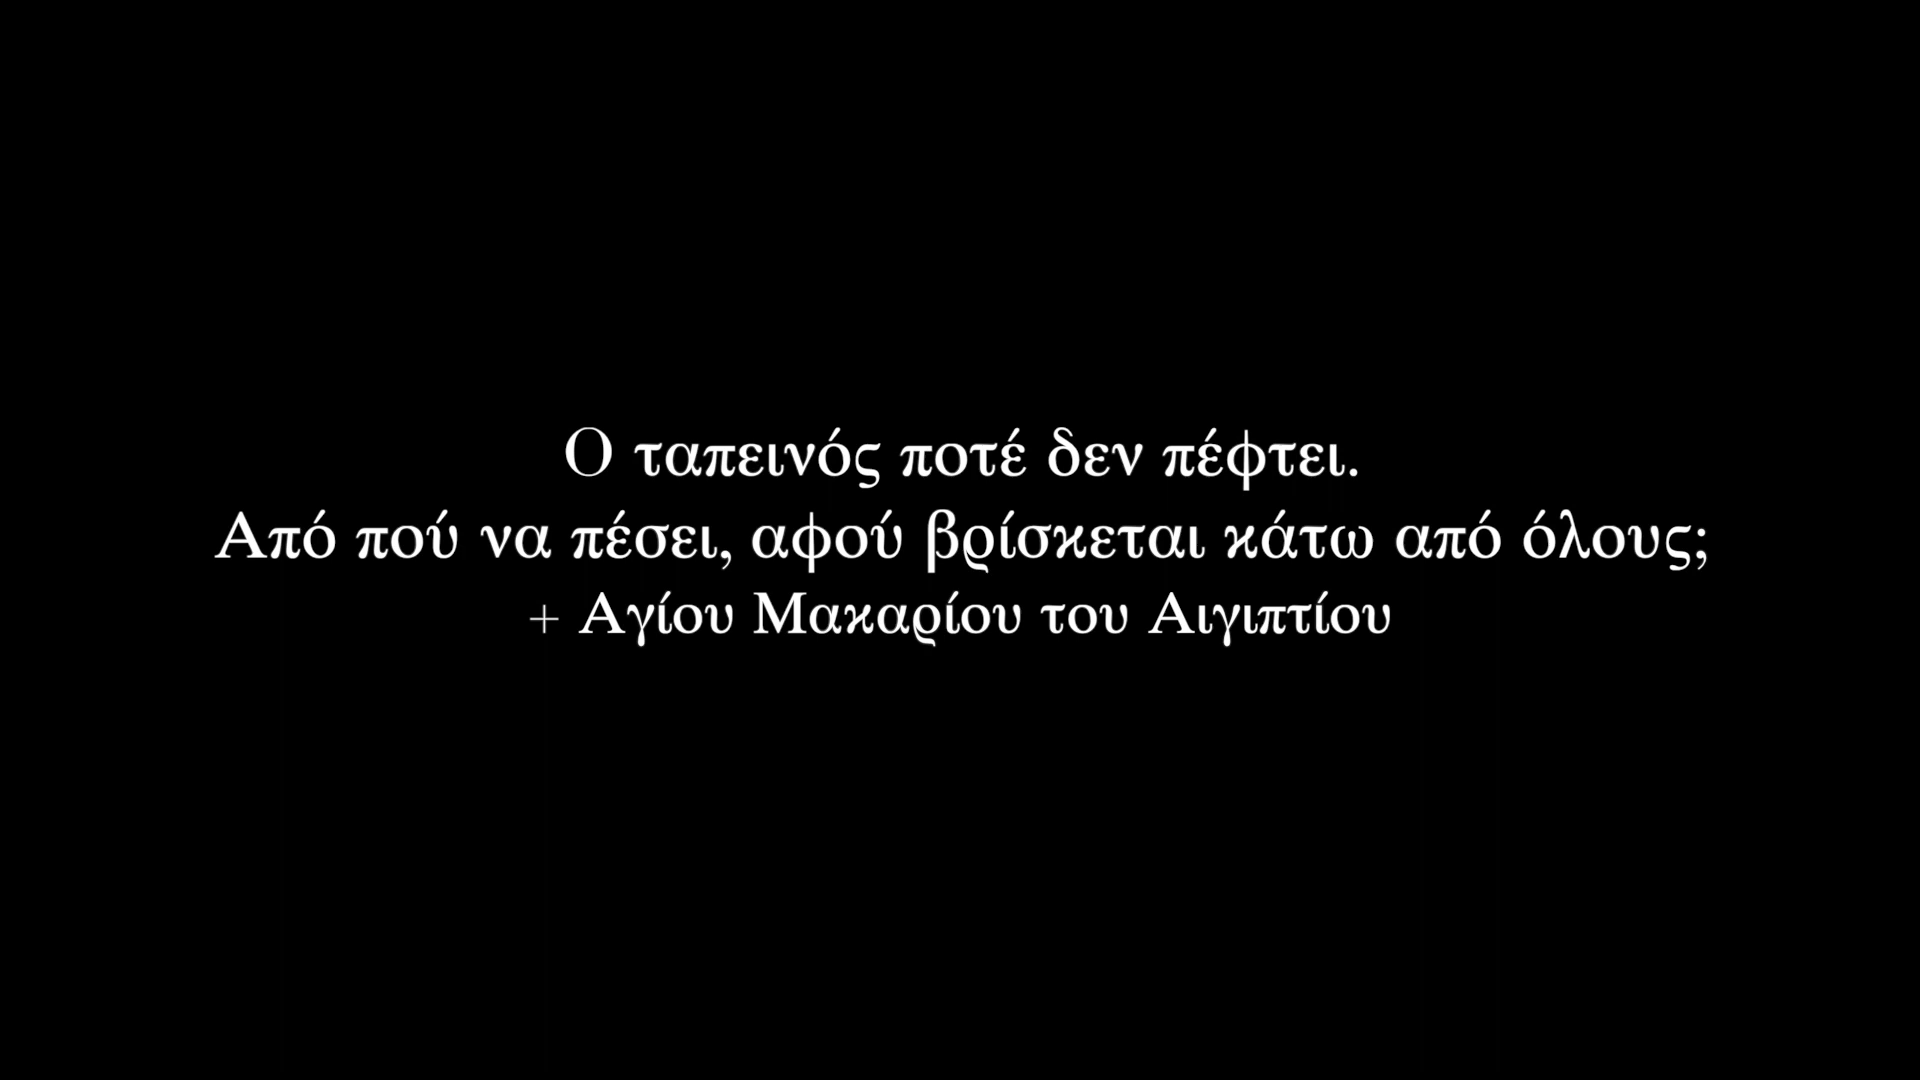 Ο ταπεινός ποτέ δεν πέφτει.
Από πού να πέσει, αφού βρίσκεται κάτω από όλους;
+ Αγίου Μακαρίου του Αιγιπτίου